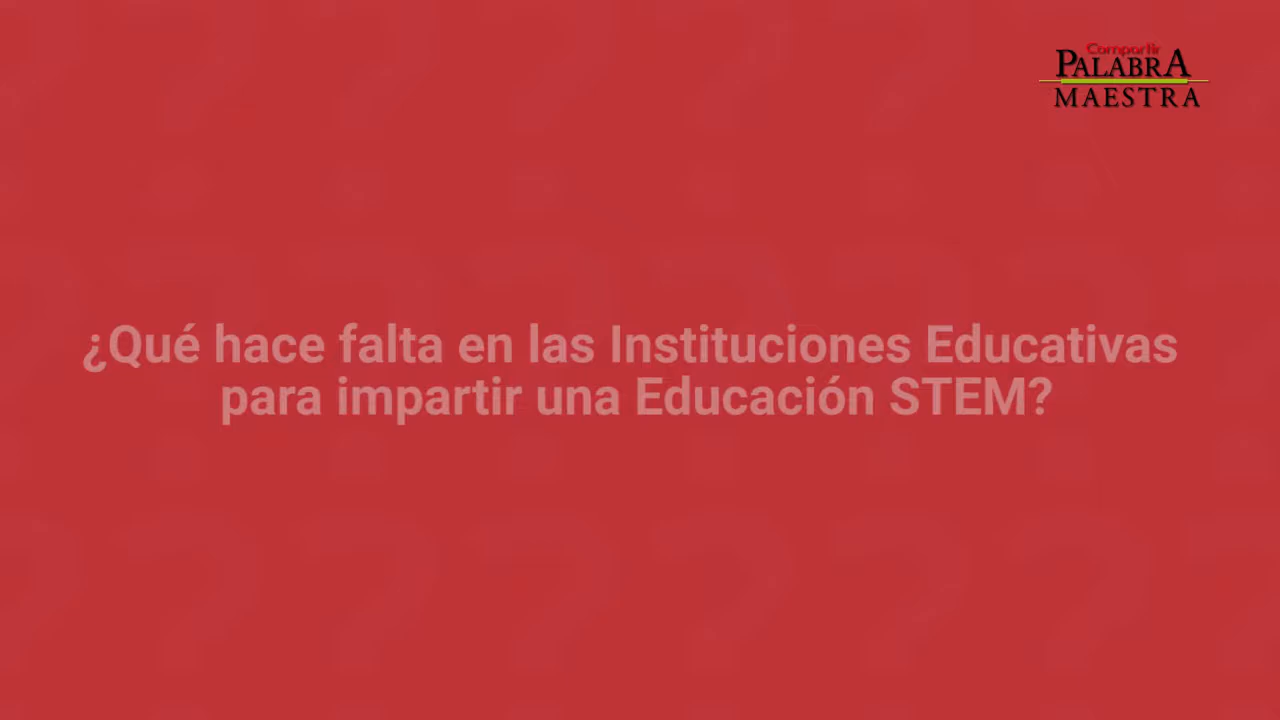 Compartir
PALABRA
MAESTRA
¿Qué hace falta en las Instituciones Educativas
para impartir una Educación STEM?